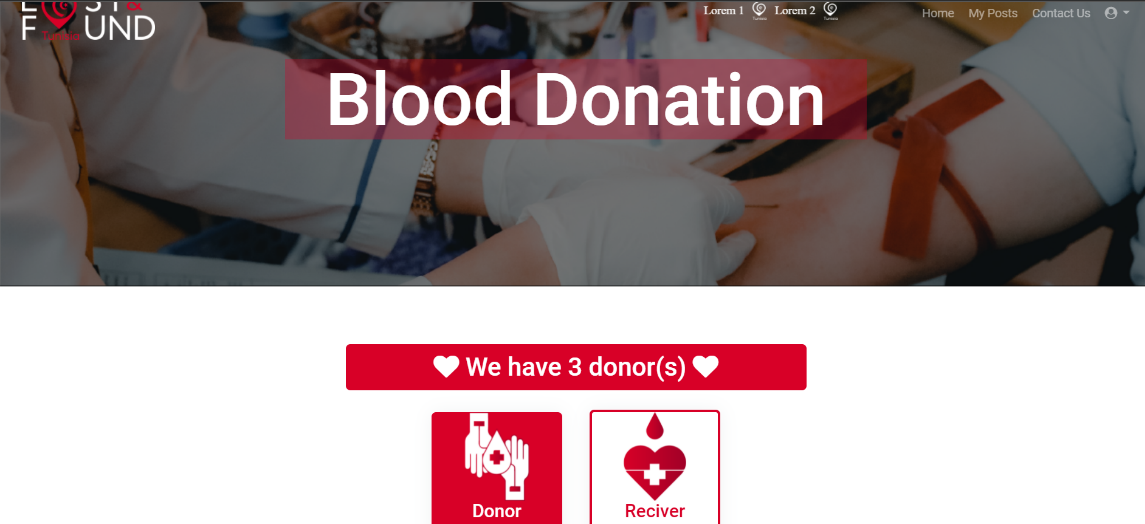 L ST &
F UND
Tunisia
Lorem 1 Lorem 2
Home My Posts Contact Us
Blood Donation
We have 3 donor(s)
Donor
Reciver